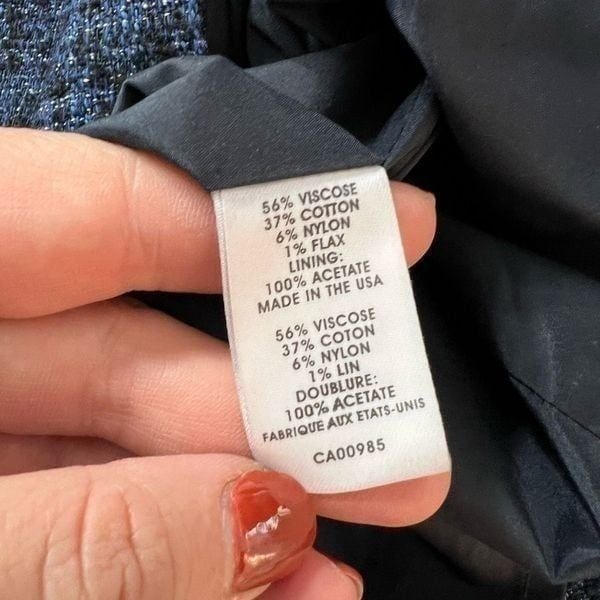 56% VISCOSE
37% COTTON
6% NYLON
1% FLAX
LINING:
100% ACETATE
MADE IN THE USA
56% VISCOSE
37% COTON
6% NYLON
1% LIN
DOUBLURE:
100% ACETATE
FABRIQUE AUX ETATS-UNIS
CA00985